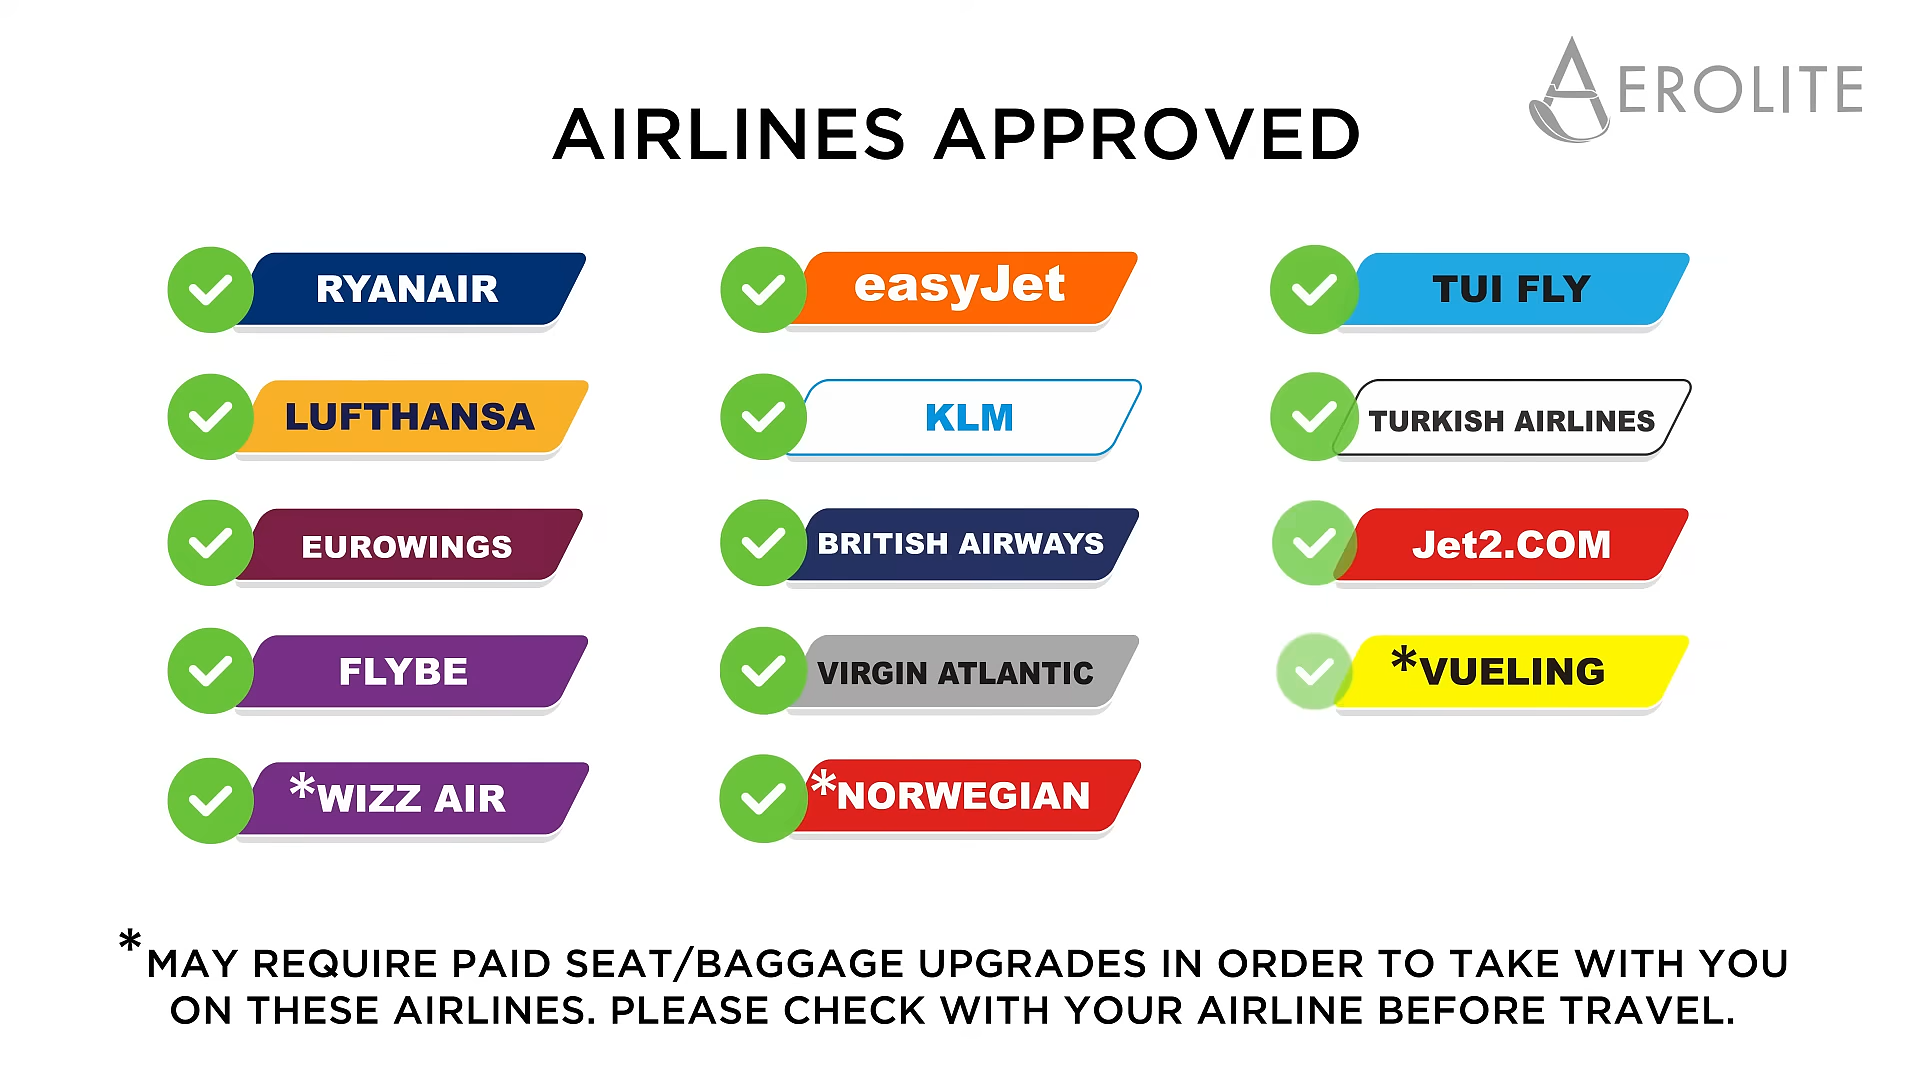 AEROLITE
AIRLINES APPROVED
RYANAIR
easyJet
TUI FLY
LUFTHANSA
KLM
TURKISH AIRLINES
EUROWINGS
BRITISH AIRWAYS
Jet2.COM
FLYBE
VIRGIN ATLANTIC
*VUELING
*WIZZ AIR
*NORWEGIAN
*MAY REQUIRE PAID SEAT/BAGGAGE UPGRADES IN ORDER TO TAKE WITH YOU
ON THESE AIRLINES. PLEASE CHECK WITH YOUR AIRLINE BEFORE TRAVEL.